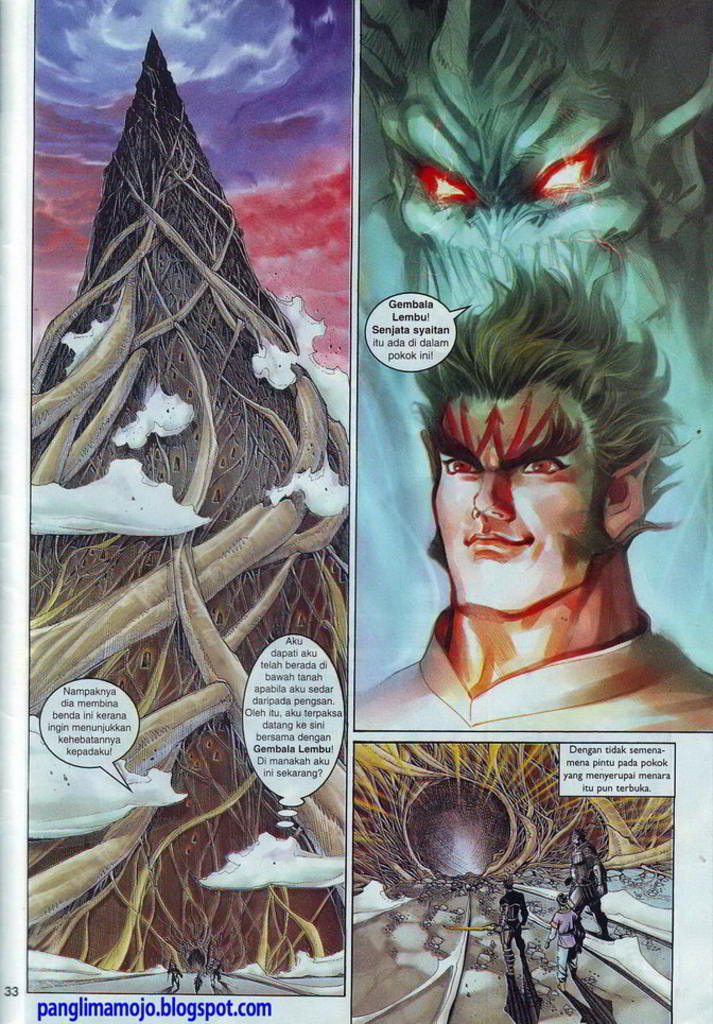 Nampaknya
dia membina
benda ini kerana
ingin menunjukkan
kehebatannya
kepadaku!
Aku
dapati aku
telah berada di
bawah tanah
apabila aku sedar
daripada pengsan.
Oleh itu, aku terpaksa
datang ke sini
bersama dengan
Gembala Lembu!
Di manakah aku
ini sekarang?
Gembala
Lembu!
Senjata syaitan
itu ada di dalam
pokok ini!
Dengan tidak semena-
mena pintu pada pokok
yang menyerupai menara
itu pun terbuka.
33
panglimamojo.blogspot.com